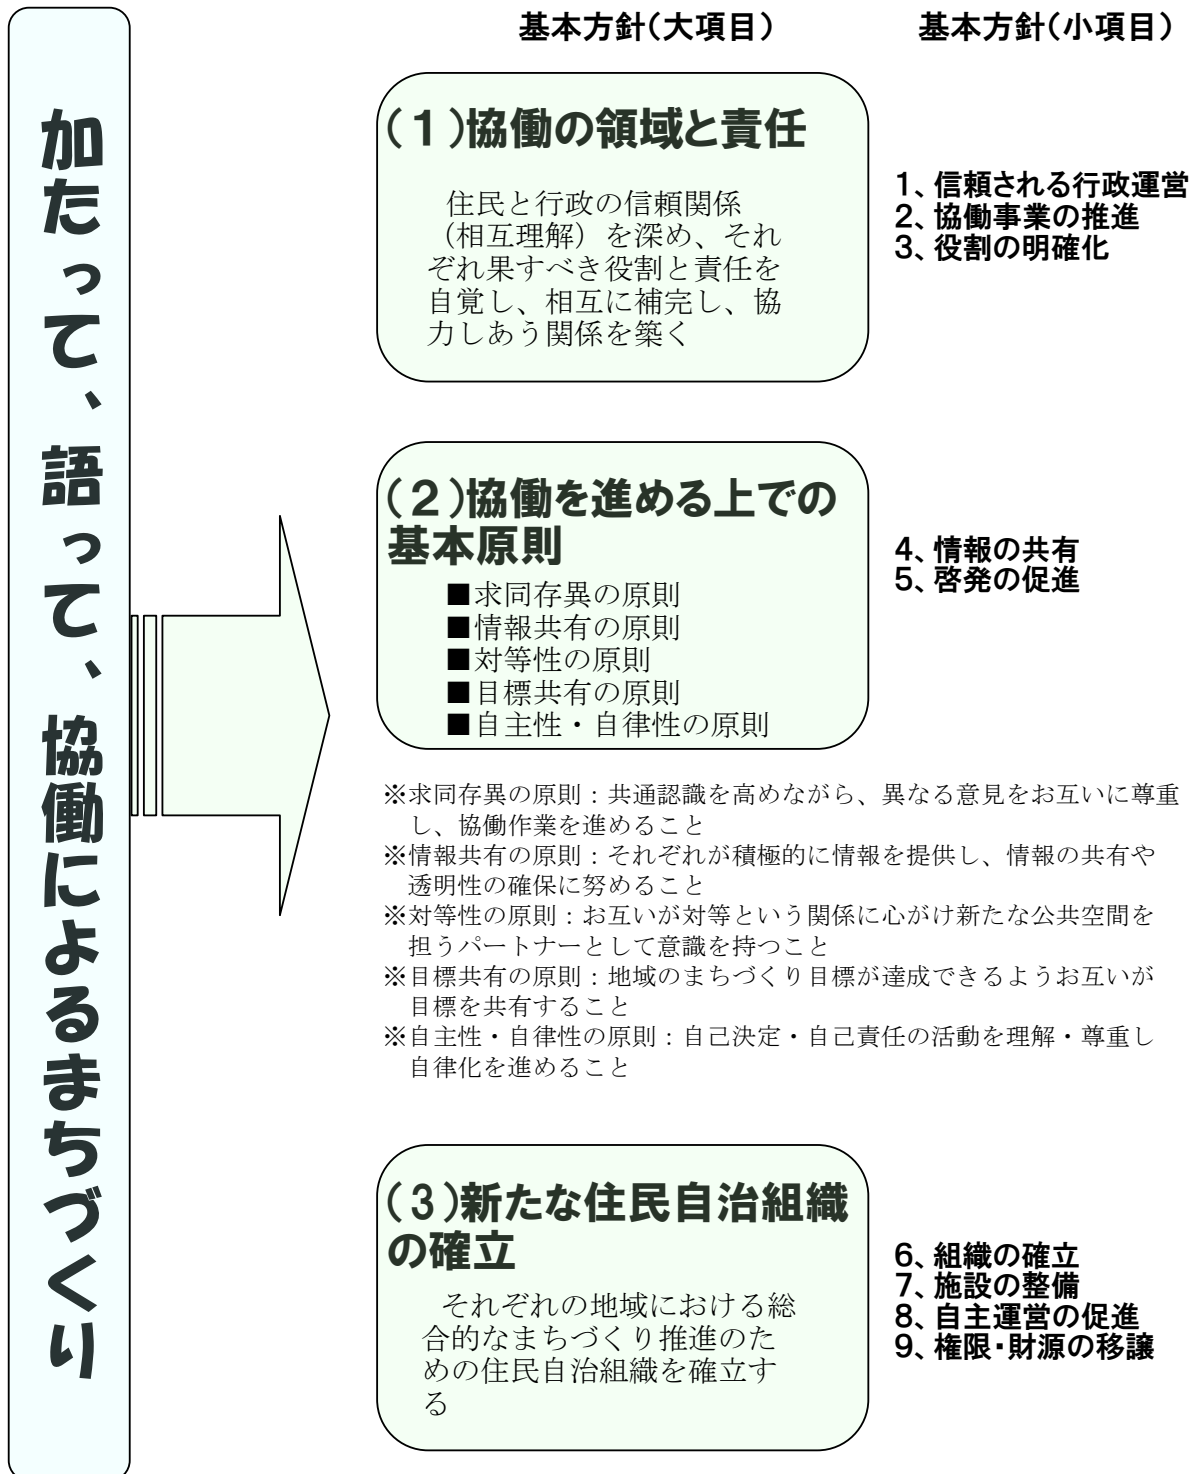 加たって、語って、協働によるまちづくり
基本方針(大項目)
基本方針(小項目)
(1)協働の領域と責任
住民と行政の信頼関係
(相互理解)を深め、それ
ぞれ果すべき役割と責任を
自覚し、相互に補完し、協
力しあう関係を築く
1、信頼される行政運営
2、協働事業の推進
3、役割の明確化
(2)協働を進める上での
基本原則
■求同存異の原則
■情報共有の原則
■対等性の原則
■目標共有の原則
■自主性・自律性の原則
4、情報の共有
5、啓発の促進
※求同存異の原則：共通認識を高めながら、異なる意見をお互いに尊重
し、協働作業を進めること
※情報共有の原則：それぞれが積極的に情報を提供し、情報の共有や
透明性の確保に努めること
※対等性の原則：お互いが対等という関係に心がけ新たな公共空間を
担うパートナーとして意識を持つこと
※目標共有の原則：地域のまちづくり目標が達成できるようお互いが
目標を共有すること
※自主性・自律性の原則：自己決定・自己責任の活動を理解・尊重し
自律化を進めること
(3)新たな住民自治組織
の確立
それぞれの地域における総
合的なまちづくり推進のた
めの住民自治組織を確立す
る
6、組織の確立
7、施設の整備
8、自主運営の促進
9、権限・財源の移譲